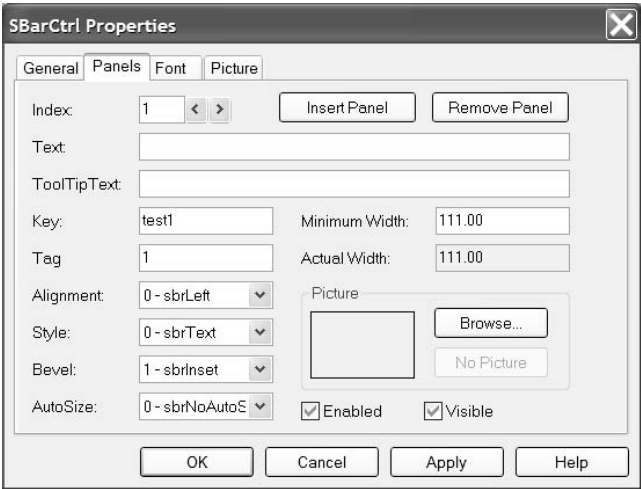 SBarCtrl Properties
General Panels Font Picture
Index: 1 Insert Panel Remove Panel
Text:
ToolTipText:
Key: test1 Minimum Width: 111.00
Tag 1 Actual Width: 111.00
Alignment: 0 - sbrLeft Picture
Style: 0 - sbrText Browse...
Bevel: 1 - sbrInset No Picture
AutoSize: 0 - sbrNoAutoS Enabled Visible
OK Cancel Apply Help